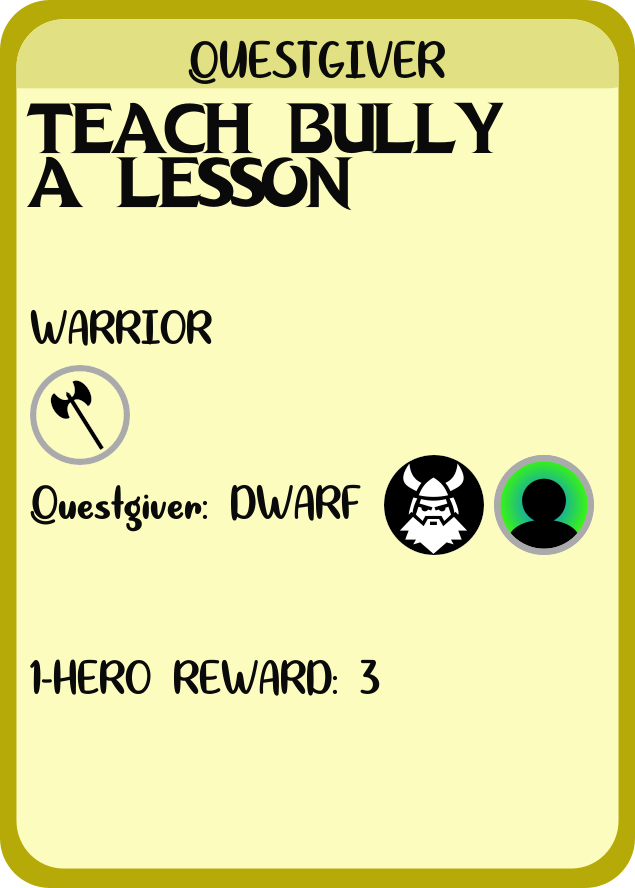 QUESTGIVER
TEACH BULLY
A LESSON
WARRIOR
Questgiver: DWARF
1-HERO REWARD: 3